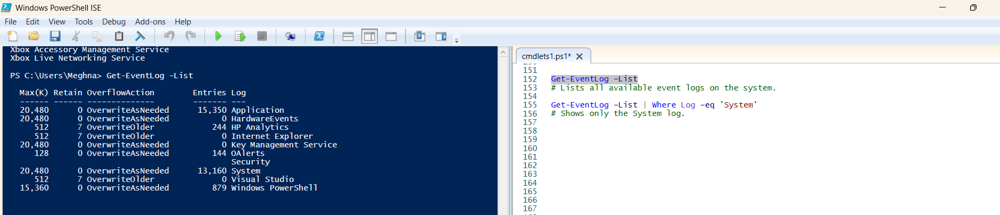 Windows PowerShell ISE
File Edit View Tools Debug Add-ons Help
Xbox Accessory Management Service
Xbox Live Networking Service
PS C:\Users\Meghna> Get-EventLog -List
Max(K) Retain OverflowAction Entries Log
------ ------ -------------- ------- ---
20,480 0 OverwriteAsNeeded 15,350 Application
20,480 0 OverwriteAsNeeded 0 HardwareEvents
512 7 OverwriteOlder 244 HP Analytics
512 7 OverwriteOlder 0 Internet Explorer
20,480 0 OverwriteAsNeeded 0 Key Management Service
128 0 OverwriteAsNeeded 144 OAlerts
Security
20,480 0 OverwriteAsNeeded 13,160 System
512 7 OverwriteOlder 0 Visual Studio
15,360 0 OverwriteAsNeeded 879 Windows PowerShell
cmdlets1.ps1*
151
152 Get-EventLog -List
153 # Lists all available event logs on the system.
154
155 Get-EventLog -List | Where Log -eq 'System'
156 # Shows only the System log.
157
158
159
160
161
162
163
164
165
166
167